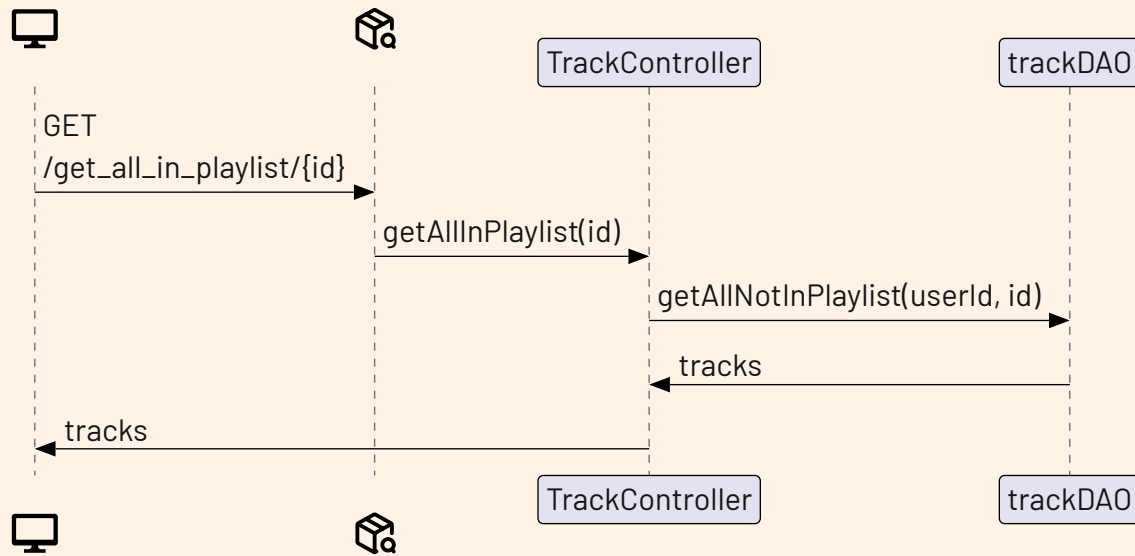 TrackController
trackDAO
GET
/get_all_in_playlist/{id}
getAllInPlaylist(id)
getAllNotInPlaylist(userId, id)
tracks
tracks
TrackController
trackDAO